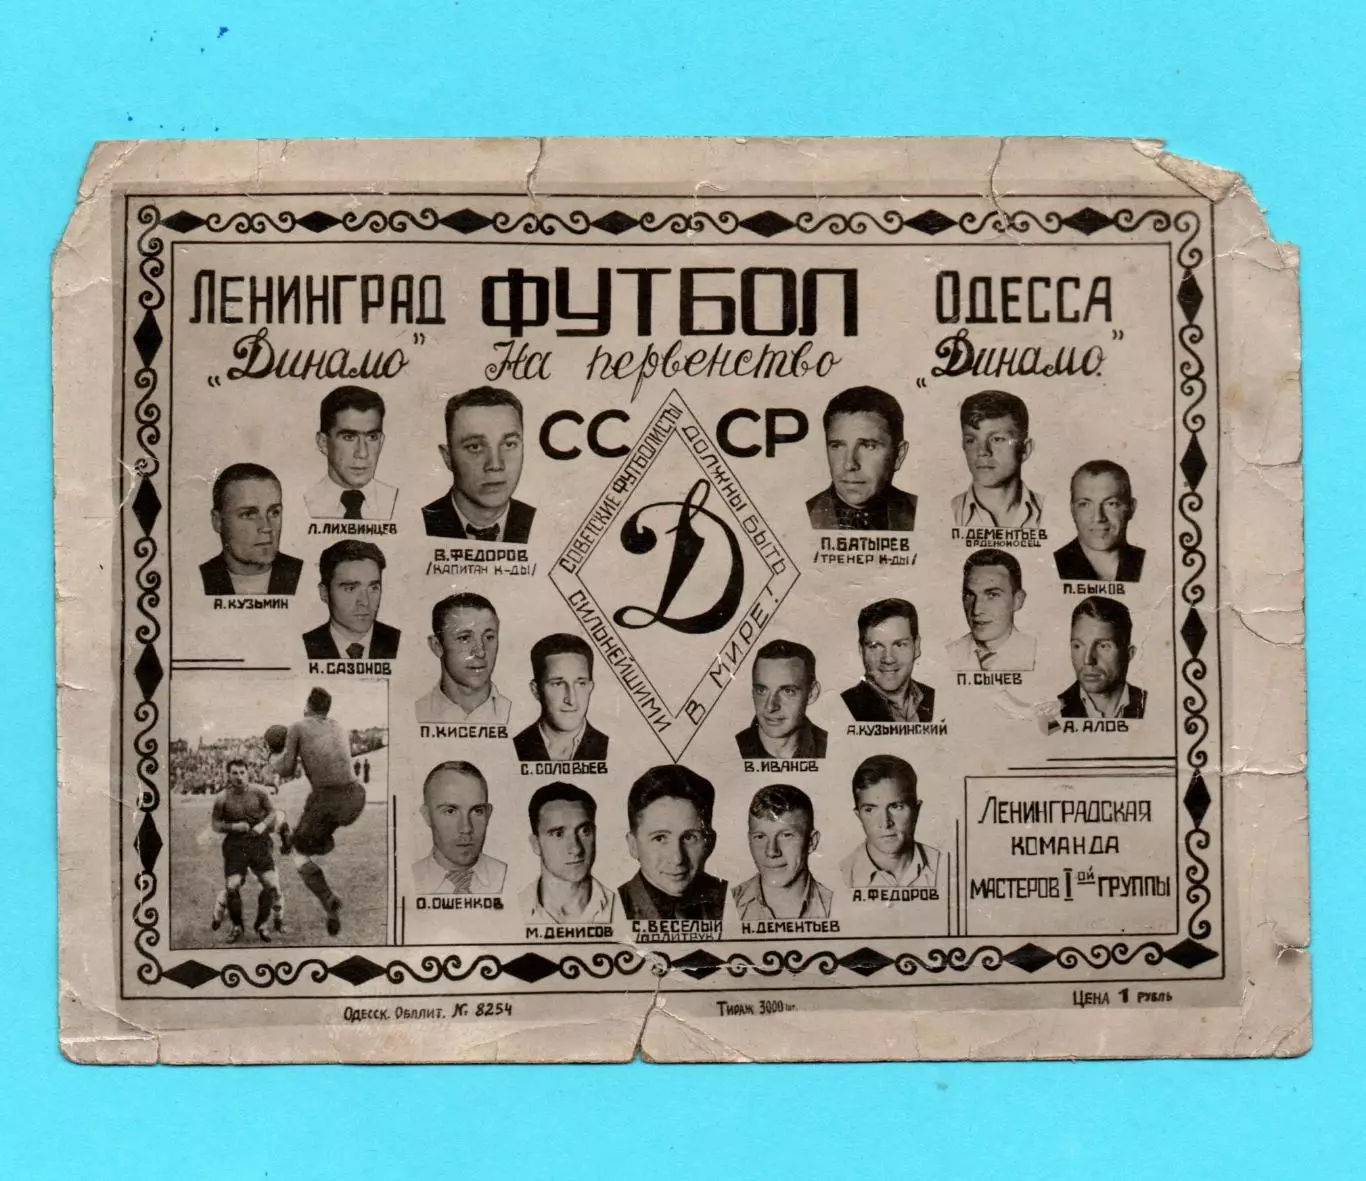 ЛЕНИНГРАД ФУТБОЛ ОДЕССА
„Динамо” На первенство „Динамо.”
СС СР
СОВЕТСКИЕ ФУТБОЛИСТЫ
ДОЛЖНЫ БЫТЬ
СИЛЬНЕЙШИМИ
В МИРЕ!
Д
Л. ЛИХВИНЦЕВ
В. ФЕДОРОВ
/КАПИТАН К-ДЫ/
П. БАТЫРЕВ
/ТРЕНЕР К-ДЫ/
П. ДЕМЕНТЬЕВ
ОРДЕНОНОСЕЦ
А. КУЗЬМИН
П. БЫКОВ
К. САЗОНОВ
П. СЫЧЕВ
П. КИСЕЛЕВ
А. КУЗЬМИНСКИЙ
А. АЛОВ
С. СОЛОВЬЕВ
В. ИВАНОВ
О. ОШЕНКОВ
М. ДЕНИСОВ
С. ВЕСЕЛЫЙ
/ПОЛИТРУК/
Н. ДЕМЕНТЬЕВ
А. ФЕДОРОВ
ЛЕНИНГРАДСКАЯ
КОМАНДА
МАСТЕРОВ Iой ГРУППЫ
ОДЕССК. ОБЛЛИТ. № 8254
ТИРАЖ 3000 шт.
ЦЕНА 1 РУБЛЬ